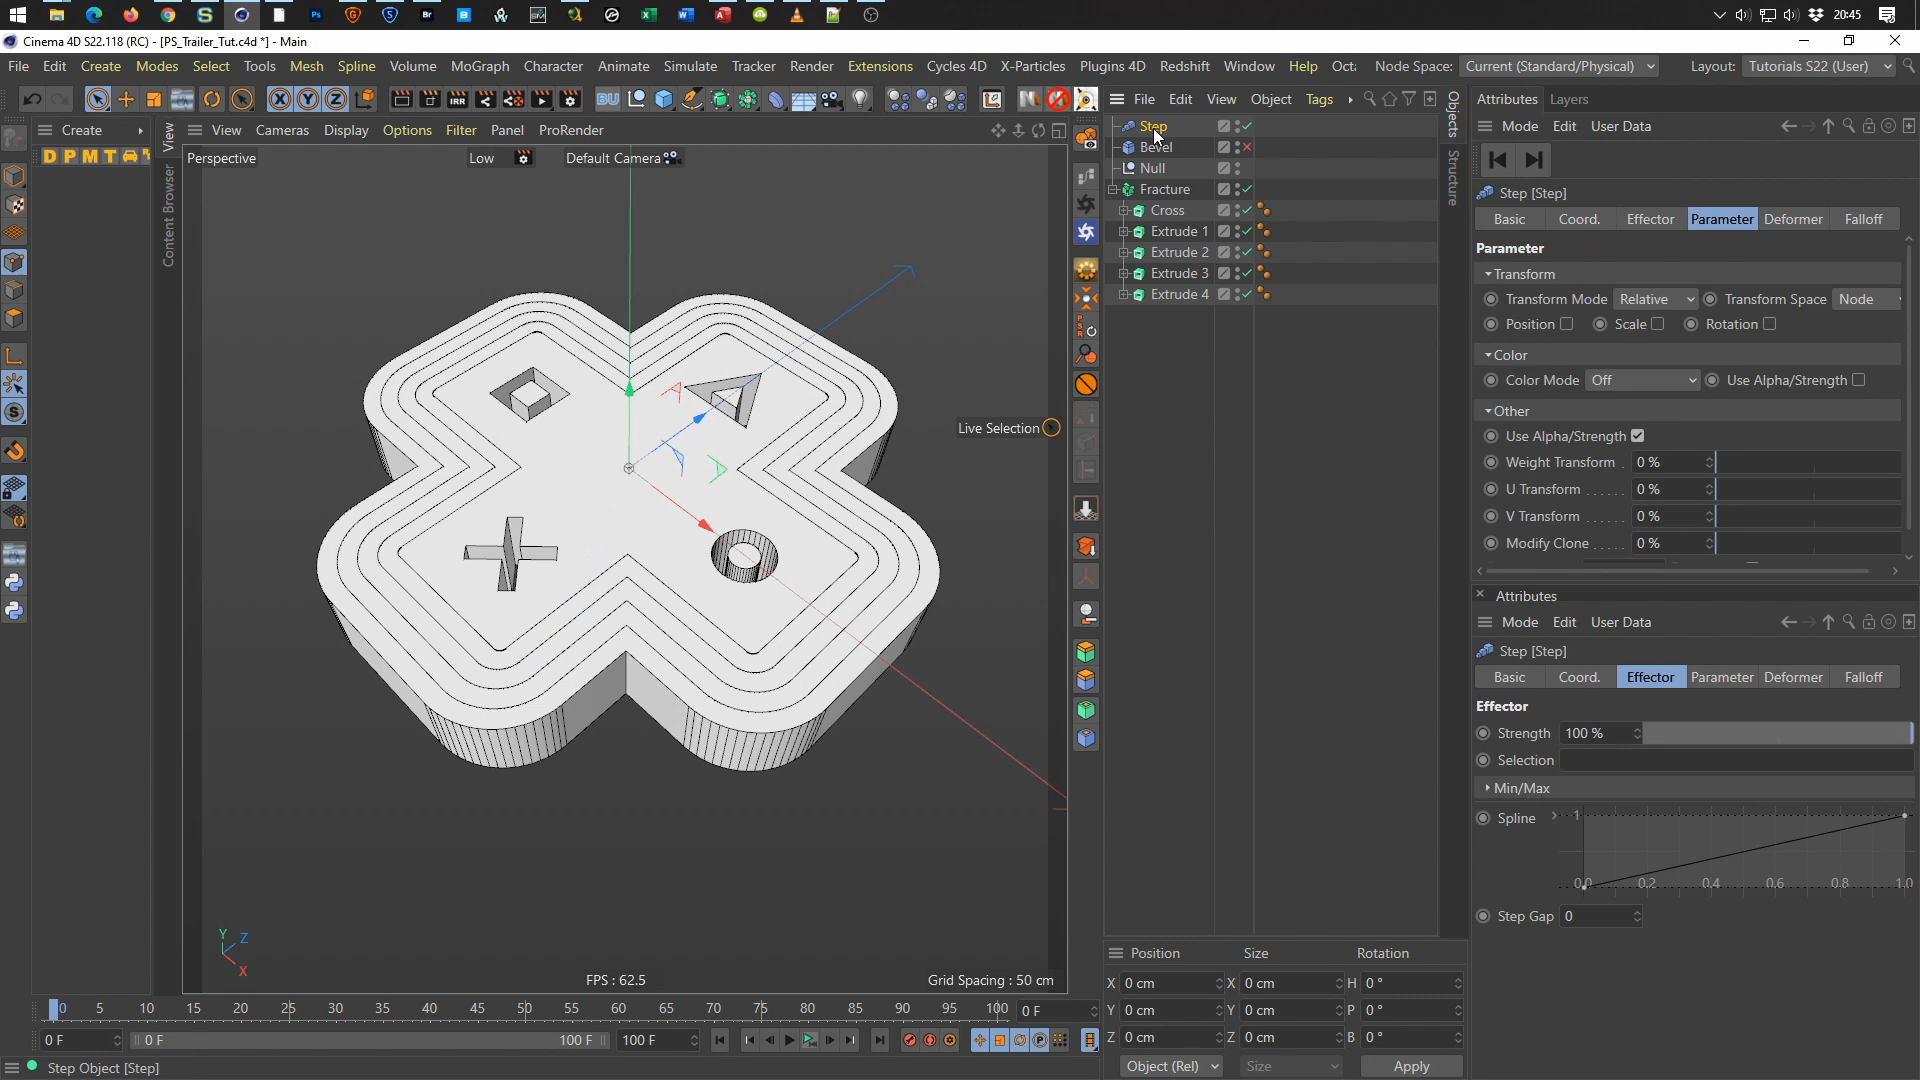 20:45
Cinema 4D S22.118 (RC) - [PS_Trailer_Tut.c4d *] - Main
File Edit Create Modes Select Tools Mesh Spline Volume MoGraph Character Animate Simulate Tracker Render Extensions Cycles 4D X-Particles Plugins 4D Redshift Window Help Octa Node Space: Current (Standard/Physical) Layout: Tutorials S22 (User)
File Edit View Object Tags
Attributes Layers
Create
View Cameras Display Options Filter Panel ProRender
Mode Edit User Data
D P M T
Perspective Low Default Camera
View
Content Browser
Objects
Structure
Step
Bevel
Null
Fracture
Cross
Extrude 1
Extrude 2
Extrude 3
Extrude 4
Step [Step]
Basic Coord. Effector Parameter Deformer Falloff
Parameter
Transform
Transform Mode Relative Transform Space Node
Position Scale Rotation
Color
Color Mode Off Use Alpha/Strength
Other
Use Alpha/Strength
Weight Transform . 0 %
U Transform . . . . . . 0 %
V Transform . . . . . . 0 %
Modify Clone . . . . . 0 %
Live Selection
Attributes
Mode Edit User Data
Step [Step]
Basic Coord. Effector Parameter Deformer Falloff
Effector
Strength 100 %
Selection
Min/Max
Spline 1
0.0 0.2 0.4 0.6 0.8 1.0
Step Gap 0
Y Z X
FPS : 62.5 Grid Spacing : 50 cm
Position Size Rotation
X 0 cm X 0 cm H 0 °
Y 0 cm Y 0 cm P 0 °
Z 0 cm Z 0 cm B 0 °
Object (Rel) Size Apply
0 5 10 15 20 25 30 35 40 45 50 55 60 65 70 75 80 85 90 95 100 0 F
0 F 0 F 100 F 100 F
Step Object [Step]